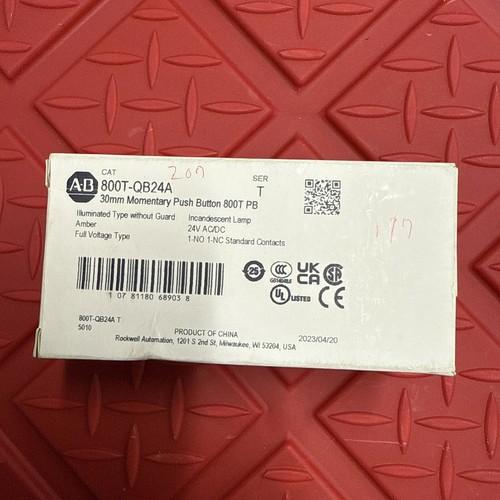 CAT
207
SER
A·B
800T-QB24A
T
30mm Momentary Push Button 800T PB
Illuminated Type without Guard
Incandescent Lamp
Amber
24V AC/DC
Full Voltage Type
1-NO 1-NC Standard Contacts
25
CCC
UK
CA
SA
UL LISTED
CE
1 07 81180 68903 8
800T-QB24A T
5010
PRODUCT OF CHINA
2023/04/20
Rockwell Automation, 1201 S 2nd St, Milwaukee, WI 53204, USA